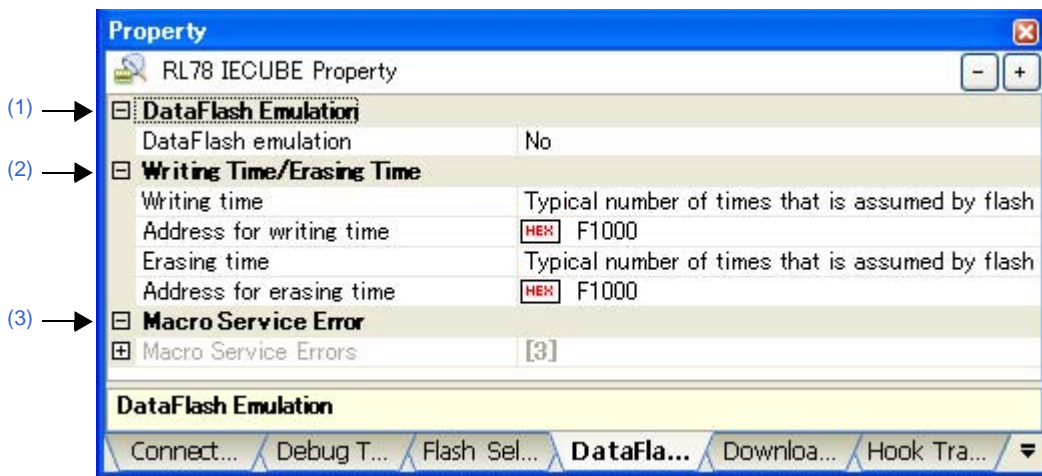 Property
RL78 IECUBE Property
- +
(1) DataFlash Emulation
DataFlash emulation No
(2) Writing Time/Erasing Time
Writing time Typical number of times that is assumed by flash
Address for writing time HEX F1000
Erasing time Typical number of times that is assumed by flash
Address for erasing time HEX F1000
(3) Macro Service Error
Macro Service Errors [3]
DataFlash Emulation
Connect... Debug T... Flash Sel... DataFla... Downloa... Hook Tra...